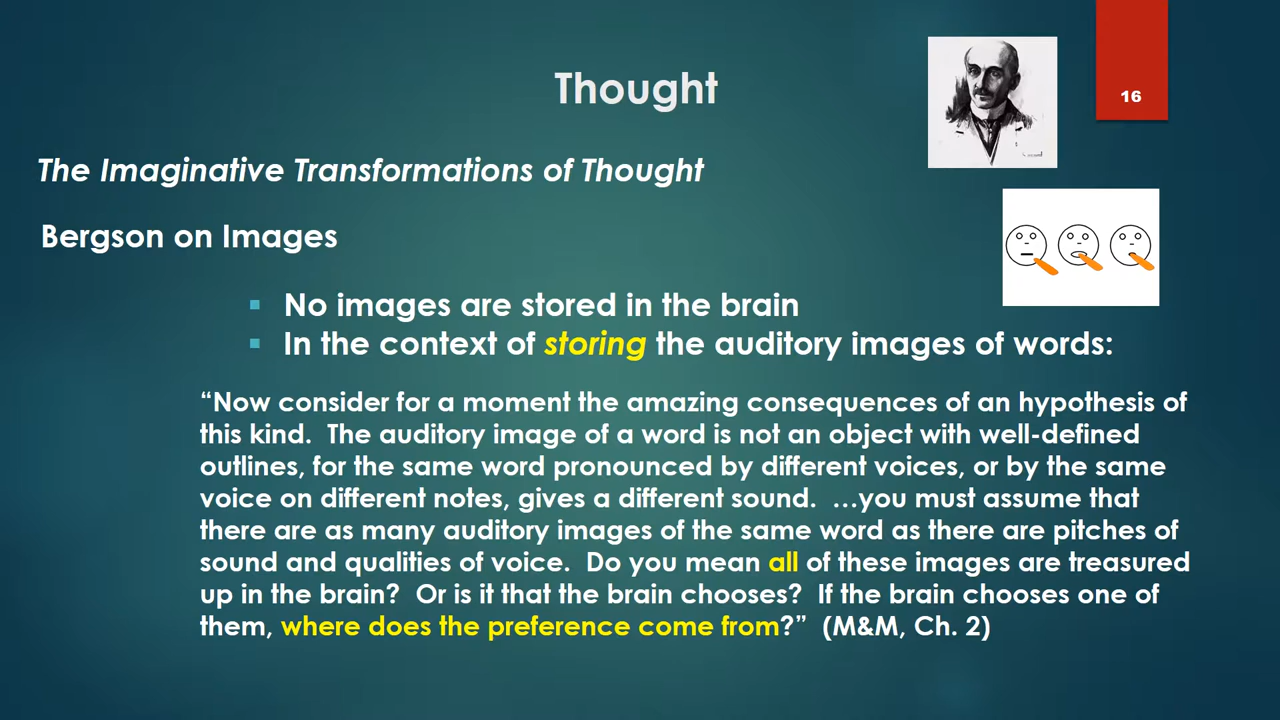 Thought
16
The Imaginative Transformations of Thought
Bergson on Images
No images are stored in the brain
In the context of storing the auditory images of words:
“Now consider for a moment the amazing consequences of an hypothesis of
this kind.  The auditory image of a word is not an object with well-defined
outlines, for the same word pronounced by different voices, or by the same
voice on different notes, gives a different sound.  …you must assume that
there are as many auditory images of the same word as there are pitches of
sound and qualities of voice.  Do you mean all of these images are treasured
up in the brain?  Or is it that the brain chooses?  If the brain chooses one of
them, where does the preference come from?”  (M&M, Ch. 2)